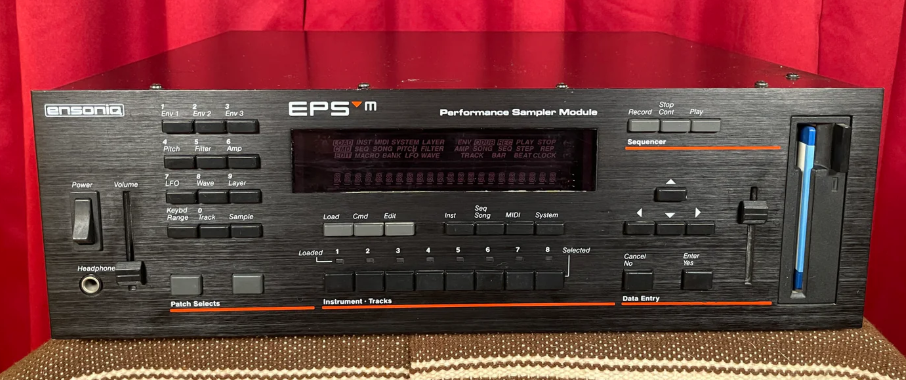 ensoniq
EPS m
Performance Sampler Module
1 2 3
Env 1 Env 2 Env 3
4 5 6
Pitch Filter Amp
7 8 9
LFO Wave Layer
Keybd Range 0 Track Sample
Power
Volume
Headphone
Patch Selects
LOAD INST MIDI SYSTEM LAYER ENV DOWN NEG PLAY STOP
CMD SEQ SONG PITCH FILTER AMP SONG SEQ STEP REP
EDIT MACRO BANK LFO WAVE TRACK BAR BEAT CLOCK
Load Cmd Edit
Inst Seq Song MIDI System
Loaded 1 2 3 4 5 6 7 8 Selected
Instrument · Tracks
Record Stop Cont Play
Sequencer
Cancel No
Enter Yes
Data Entry